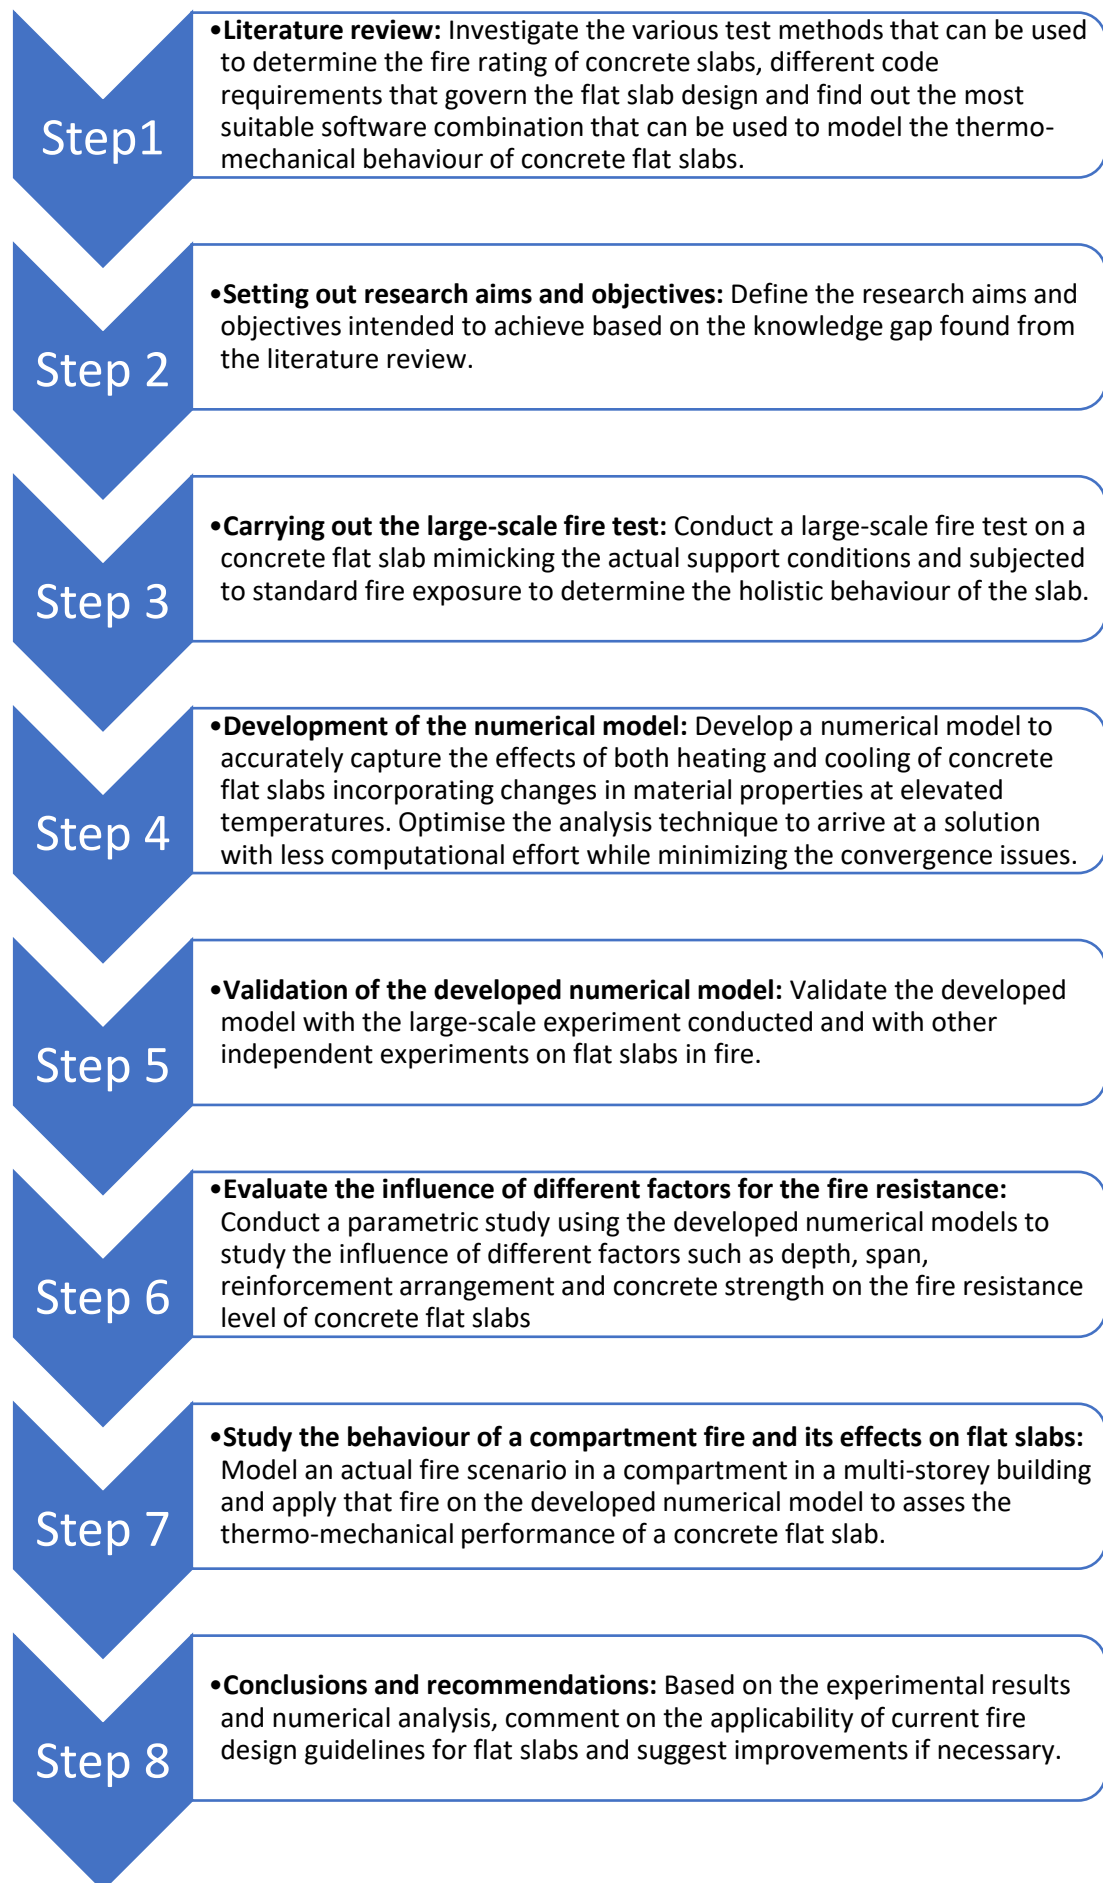 Step1
•Literature review: Investigate the various test methods that can be used
to determine the fire rating of concrete slabs, different code
requirements that govern the flat slab design and find out the most
suitable software combination that can be used to model the thermo-
mechanical behaviour of concrete flat slabs.
Step 2
•Setting out research aims and objectives: Define the research aims and
objectives intended to achieve based on the knowledge gap found from
the literature review.
Step 3
•Carrying out the large-scale fire test: Conduct a large-scale fire test on a
concrete flat slab mimicking the actual support conditions and subjected
to standard fire exposure to determine the holistic behaviour of the slab.
Step 4
•Development of the numerical model: Develop a numerical model to
accurately capture the effects of both heating and cooling of concrete
flat slabs incorporating changes in material properties at elevated
temperatures. Optimise the analysis technique to arrive at a solution
with less computational effort while minimizing the convergence issues.
Step 5
•Validation of the developed numerical model: Validate the developed
model with the large-scale experiment conducted and with other
independent experiments on flat slabs in fire.
Step 6
•Evaluate the influence of different factors for the fire resistance:
Conduct a parametric study using the developed numerical models to
study the influence of different factors such as depth, span,
reinforcement arrangement and concrete strength on the fire resistance
level of concrete flat slabs
Step 7
•Study the behaviour of a compartment fire and its effects on flat slabs:
Model an actual fire scenario in a compartment in a multi-storey building
and apply that fire on the developed numerical model to asses the
thermo-mechanical performance of a concrete flat slab.
Step 8
•Conclusions and recommendations: Based on the experimental results
and numerical analysis, comment on the applicability of current fire
design guidelines for flat slabs and suggest improvements if necessary.